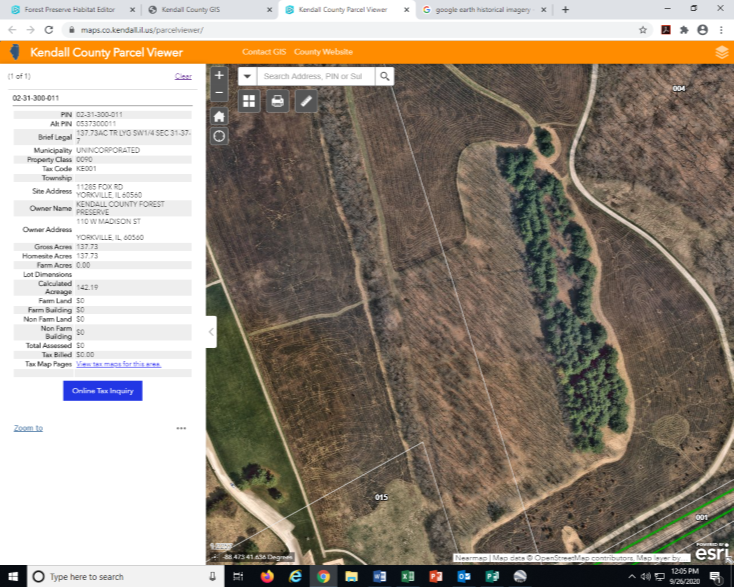 Forest Preserve Habitat Editor
Kendall County GIS
Kendall County Parcel Viewer
google earth historical imagery -
maps.co.kendall.il.us/parcelviewer/
Kendall County Parcel Viewer
Contact GIS County Website
(1 of 1)
Clear
Search Address, PIN or Sul
004
02-31-300-011
PIN 02-31-300-011
Alt PIN 0537300011
Brief Legal 137.73AC TR LYG SW1/4 SEC 31-37-
7
Municipality UNINCORPORATED
Property Class 0090
Tax Code KE001
Township
Site Address 11285 FOX RD
YORKVILLE, IL 60560
Owner Name KENDALL COUNTY FOREST
PRESERVE
Owner Address 110 W MADISON ST
YORKVILLE, IL, 60560
Gross Acres 137.73
Homesite Acres 137.73
Farm Acres 0.00
Lot Dimensions
Calculated
Acreage 142.19
Farm Land $0
Farm Building $0
Non Farm Land $0
Non Farm
Building $0
Total Assessed $0
Tax Billed $0.00
Tax Map Pages View tax maps for this area.
Online Tax Inquiry
Zoom to
•••
015
001
-88.473 41.636 Degrees
Nearmap | Map data © OpenStreetMap contributors, Map layer by
POWERED BY
esri
Type here to search
12:05 PM
9/26/2020